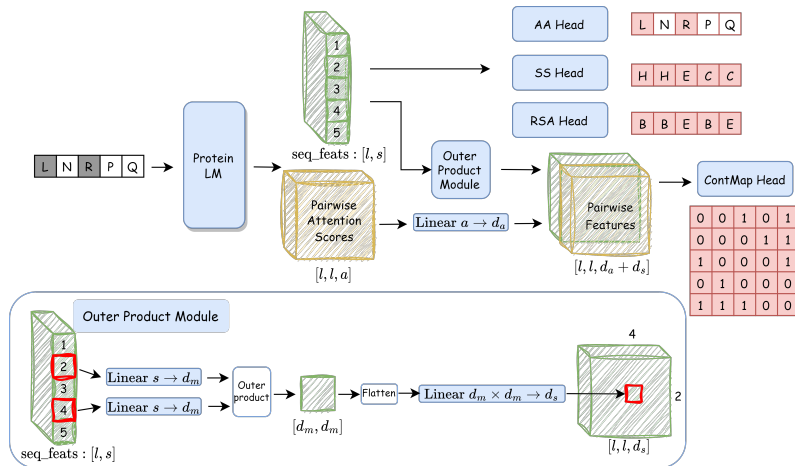 AA Head
L N R P Q
1
2
3
4
5
SS Head
H H E C C
RSA Head
B B E B E
seq_feats : [l, s]
L N R P Q
Protein
LM
Outer
Product
Module
ContMap Head
Pairwise
Attention
Scores
Linear a → d_a
Pairwise
Features
[l, l, a]
[l, l, d_a + d_s]
0 0 1 0 1
0 0 0 1 1
1 0 0 0 1
0 1 0 0 0
1 1 1 0 0
Outer Product Module
1
2
3
4
5
Linear s → d_m
Linear s → d_m
Outer
product
Flatten
Linear d_m × d_m → d_s
4
2
[d_m, d_m]
[l, l, d_s]
seq_feats : [l, s]